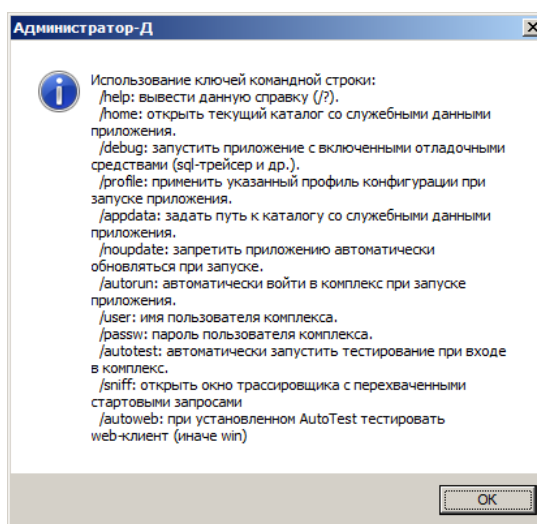 Администратор-Д
Использование ключей командной строки:
/help: вывести данную справку (/?).
/home: открыть текущий каталог со служебными данными
приложения.
/debug: запустить приложение с включенными отладочными
средствами (sql-трейсер и др.).
/profile: применить указанный профиль конфигурации при
запуске приложения.
/appdata: задать путь к каталогу со служебными данными
приложения.
/noupdate: запретить приложению автоматически
обновляться при запуске.
/autorun: автоматически войти в комплекс при запуске
приложения.
/user: имя пользователя комплекса.
/passw: пароль пользователя комплекса.
/autotest: автоматически запустить тестирование при входе
в комплекс.
/sniff: открыть окно трассировщика с перехваченными
стартовыми запросами
/autoweb: при установленном AutoTest тестировать
web-клиент (иначе win)
OK